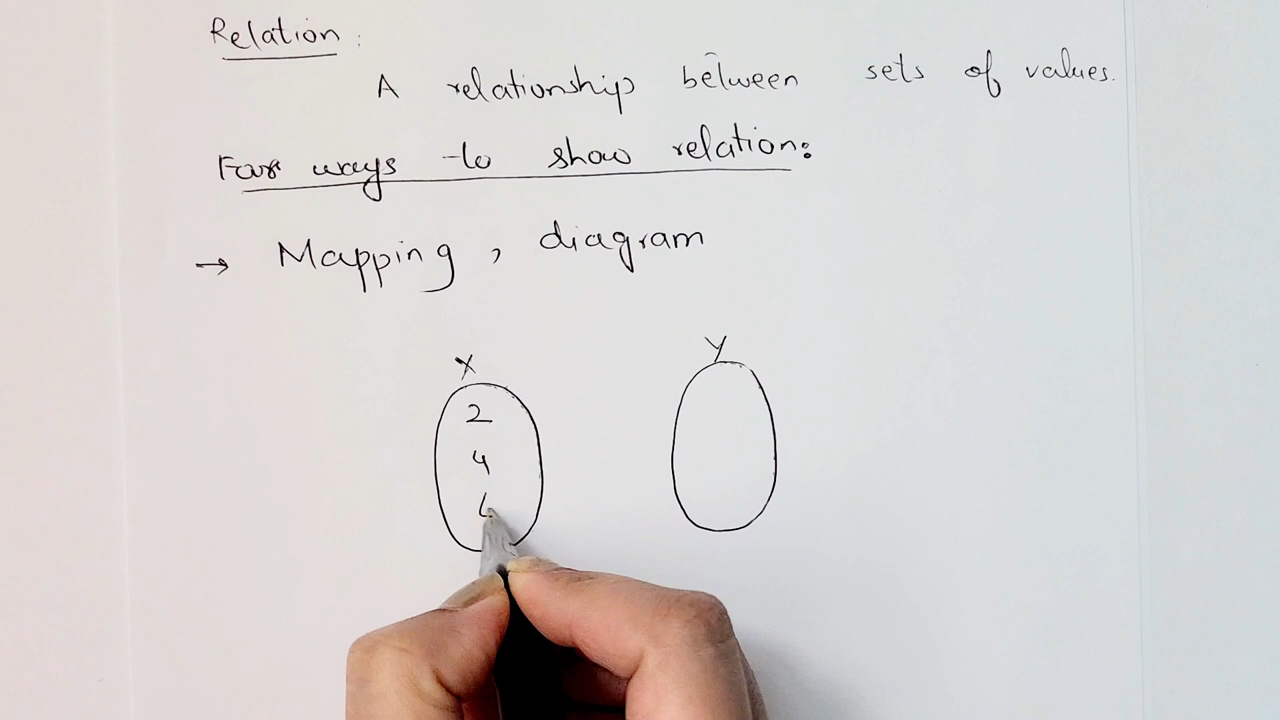 Relation :
A relationship between sets of values.
Four ways to show relation:
→ Mapping, diagram
X Y
2
4